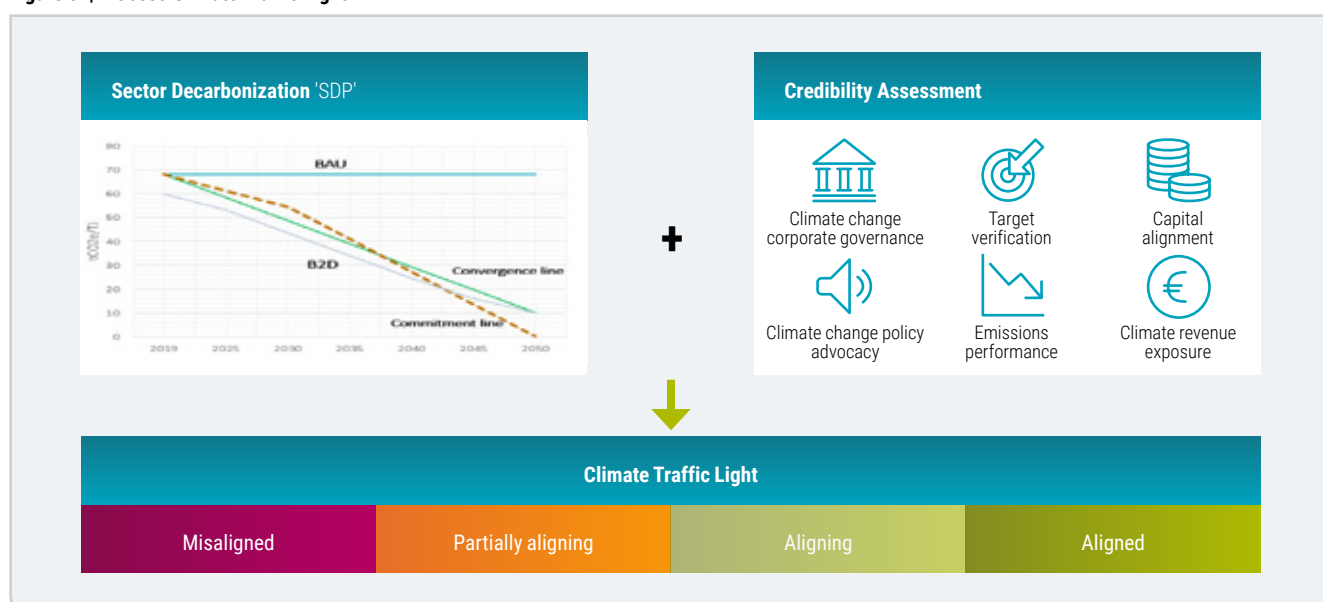 Sector Decarbonization 'SDP'
80
70
60
50
40
30
20
10
0
tCO2e/T)
BAU
B2D
Convergence line
Commitment line
2019 2025 2030 2035 2040 2045 2050
+
Credibility Assessment
Climate change
corporate governance
Target
verification
Capital
alignment
Climate change policy
advocacy
Emissions
performance
€
Climate revenue
exposure
Climate Traffic Light
Misaligned
Partially aligning
Aligning
Aligned